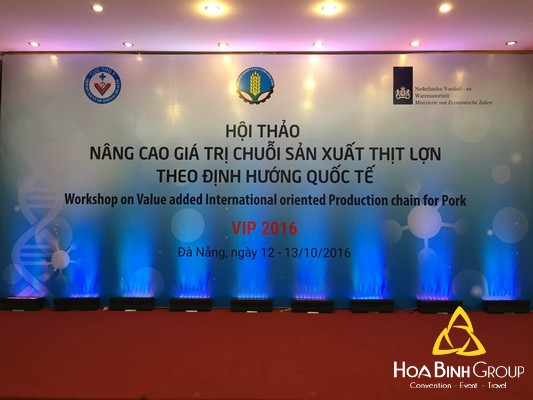 Nederlandse Voedsel- en
Warenautoriteit
Ministerie van Economische Zaken
HỘI THẢO
NÂNG CAO GIÁ TRỊ CHUỖI SẢN XUẤT THỊT LỢN
THEO ĐỊNH HƯỚNG QUỐC TẾ
Workshop on Value added International oriented Production chain for Pork
VIP 2016
Đà Nẵng, ngày 12 - 13/10/2016
HOA BINH GROUP
Convention - Event - Travel